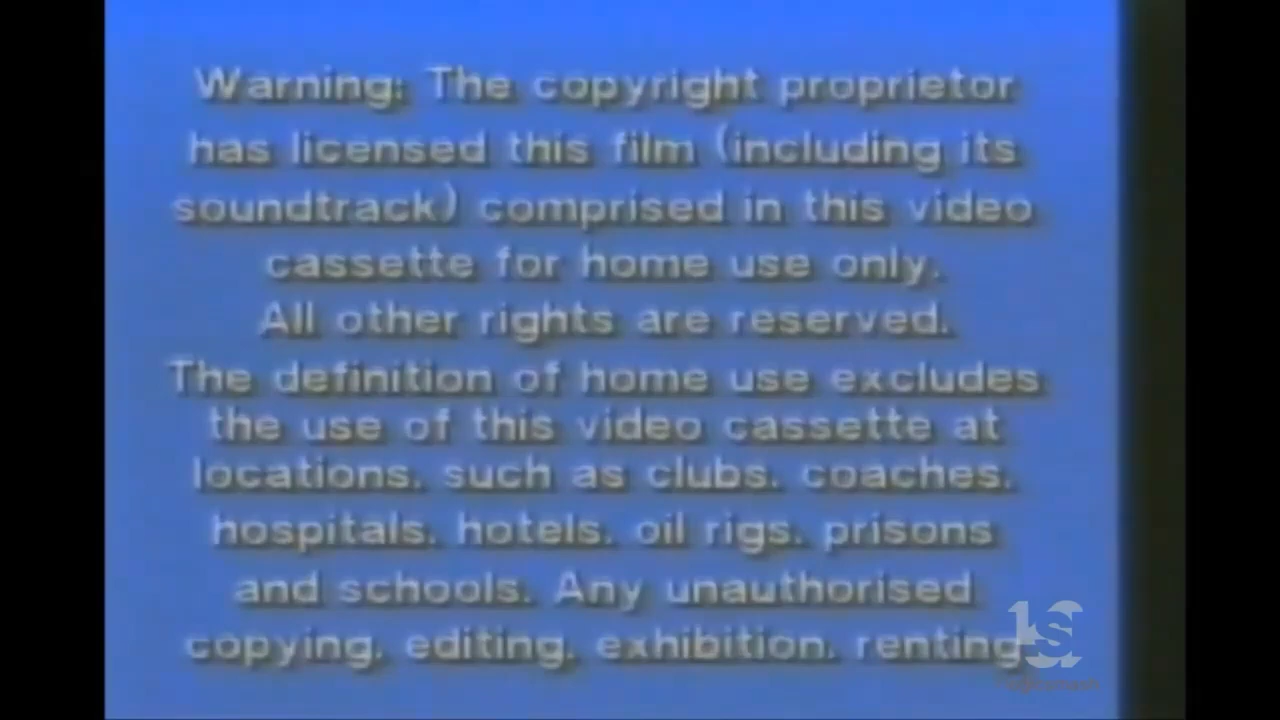 Warning: The copyright proprietor
has licensed this film (including its
soundtrack) comprised in this video
cassette for home use only.
All other rights are reserved.
The definition of home use excludes
the use of this video cassette at
locations, such as clubs, coaches,
hospitals, hotels, oil rigs, prisons
and schools. Any unauthorised
copying, editing, exhibition, renting